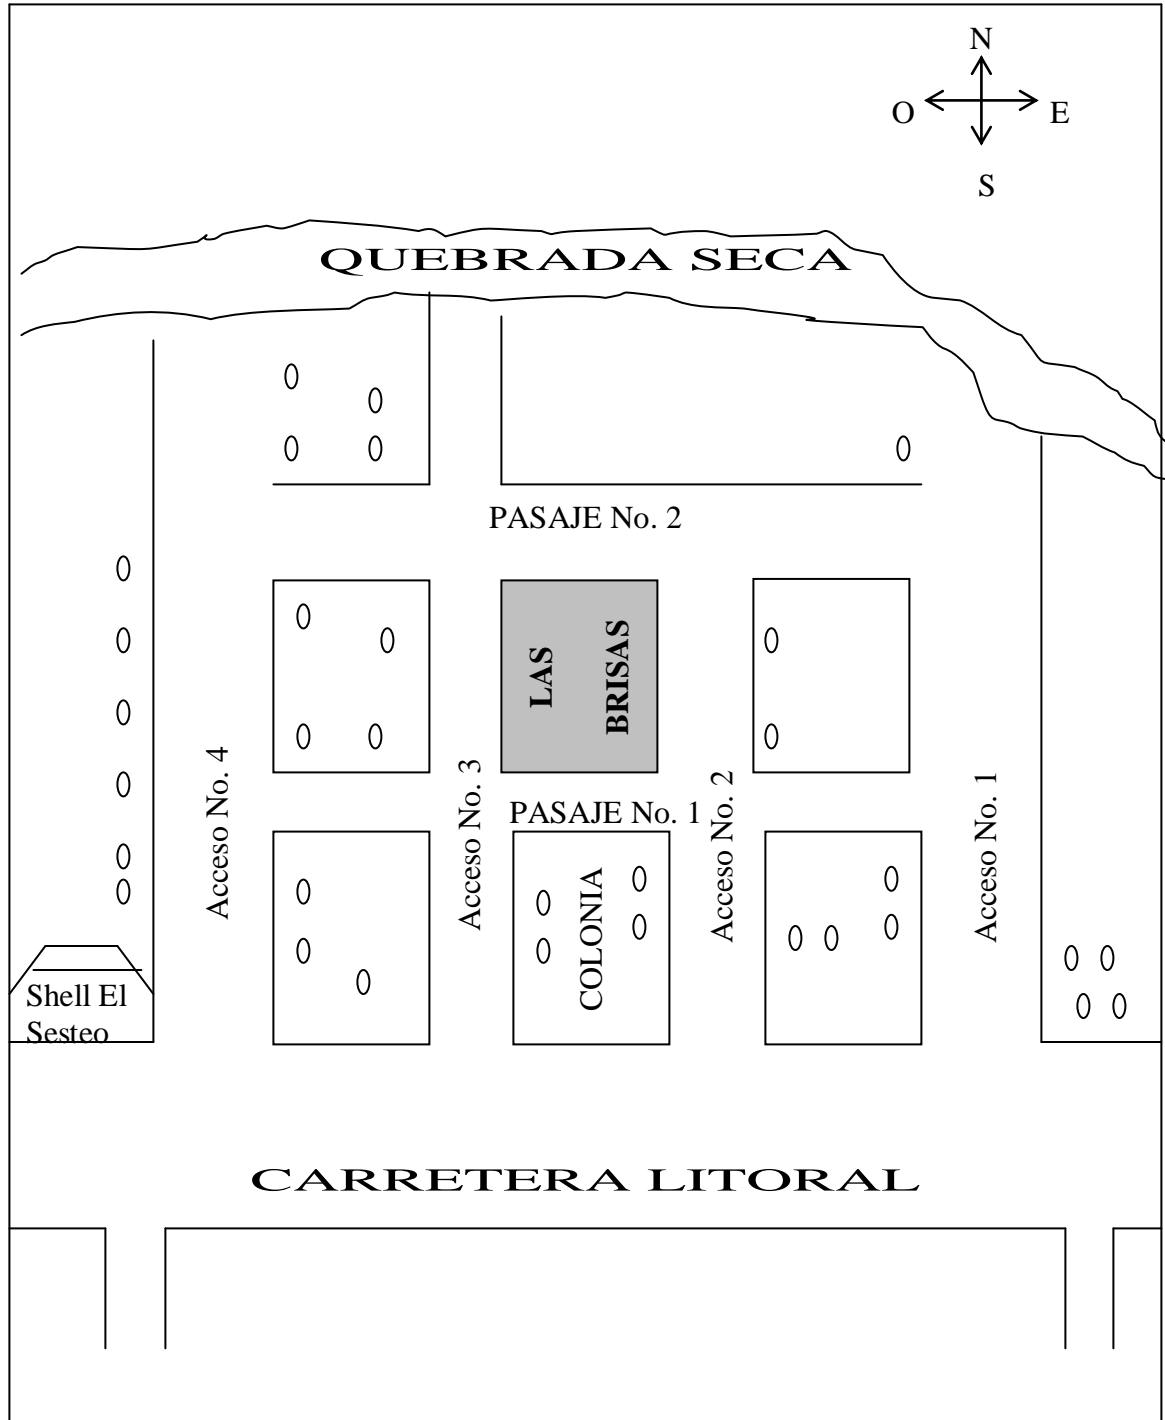 N
O
E
S
QUEBRADA SECA
PASAJE No. 2
LAS
BRISAS
Acceso No. 4
Acceso No. 3
PASAJE No. 1
Acceso No. 2
Acceso No. 1
COLONIA
Shell El
Sesteo
CARRETERA LITORAL